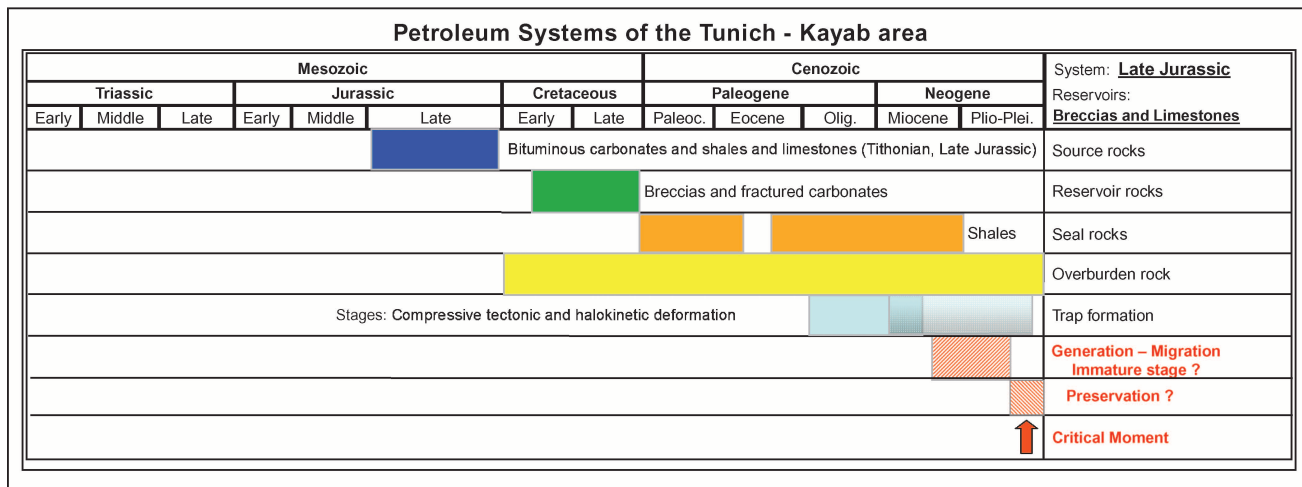 Petroleum Systems of the Tunich - Kayab area
Mesozoic Cenozoic System: Late Jurassic
Triassic Jurassic Cretaceous Paleogene Neogene Reservoirs:
Early Middle Late Early Middle Late Early Late Paleoc. Eocene Olig. Miocene Plio-Plei. Breccias and Limestones
Bituminous carbonates and shales and limestones (Tithonian, Late Jurassic) Source rocks
Breccias and fractured carbonates Reservoir rocks
Shales Seal rocks
Overburden rock
Stages: Compressive tectonic and halokinetic deformation Trap formation
Generation – Migration
Immature stage ?
Preservation ?
Critical Moment